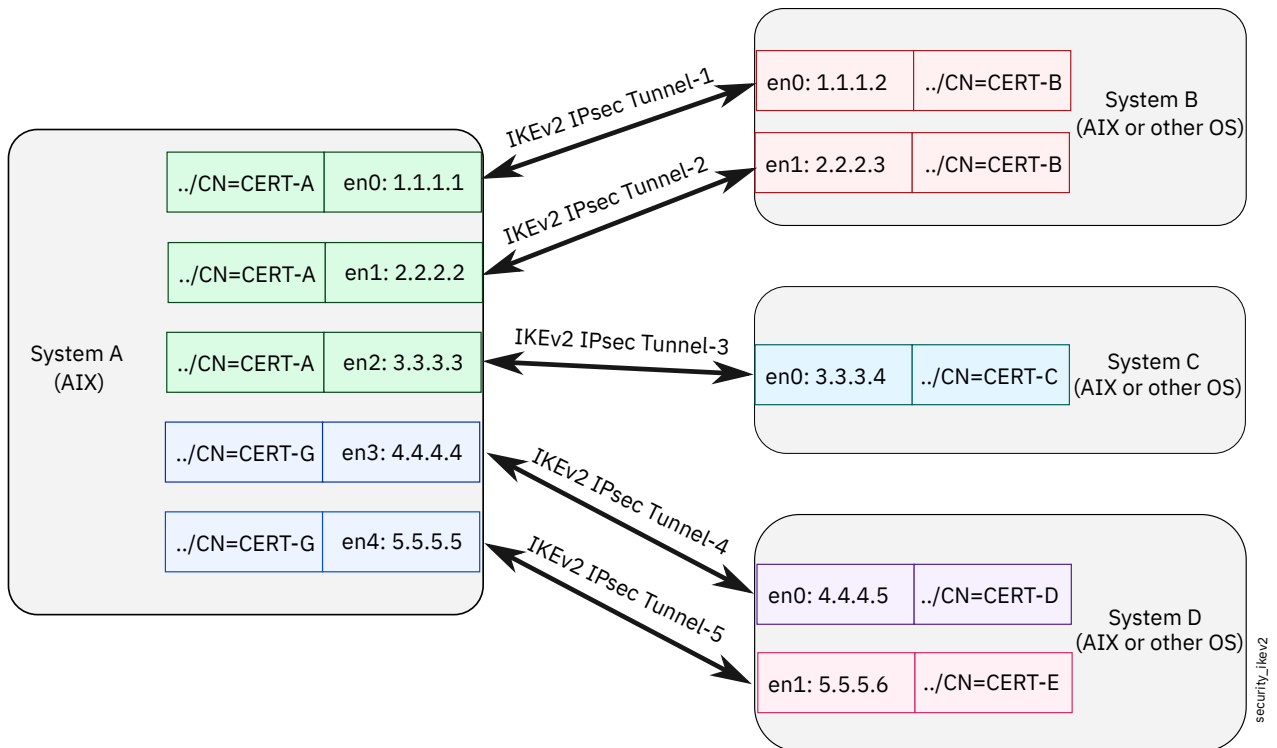 System A
(AIX)
../CN=CERT-A en0: 1.1.1.1
../CN=CERT-A en1: 2.2.2.2
../CN=CERT-A en2: 3.3.3.3
../CN=CERT-G en3: 4.4.4.4
../CN=CERT-G en4: 5.5.5.5
IKEv2 IPsec Tunnel-1
IKEv2 IPsec Tunnel-2
IKEv2 IPsec Tunnel-3
IKEv2 IPsec Tunnel-4
IKEv2 IPsec Tunnel-5
en0: 1.1.1.2 ../CN=CERT-B
en1: 2.2.2.3 ../CN=CERT-B
System B
(AIX or other OS)
en0: 3.3.3.4 ../CN=CERT-C
System C
(AIX or other OS)
en0: 4.4.4.5 ../CN=CERT-D
en1: 5.5.5.6 ../CN=CERT-E
System D
(AIX or other OS)
security_ikev2